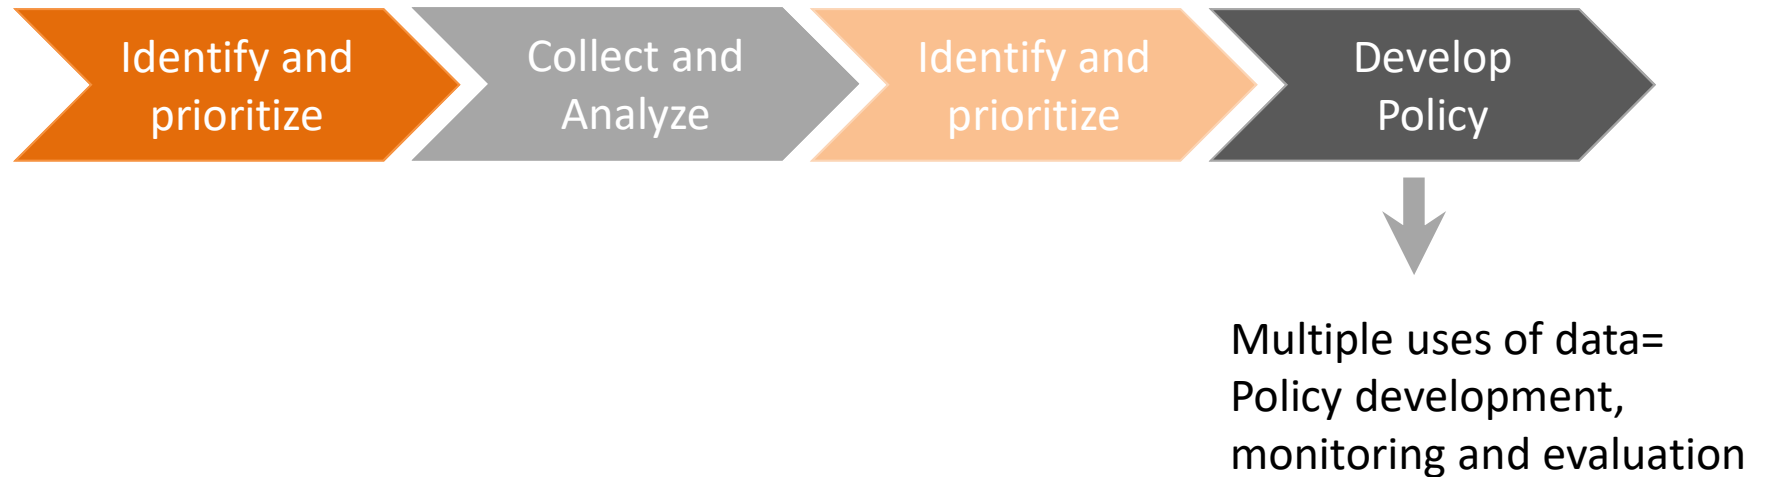 Identify and
prioritize
Collect and
Analyze
Identify and
prioritize
Develop
Policy
Multiple uses of data=
Policy development,
monitoring and evaluation